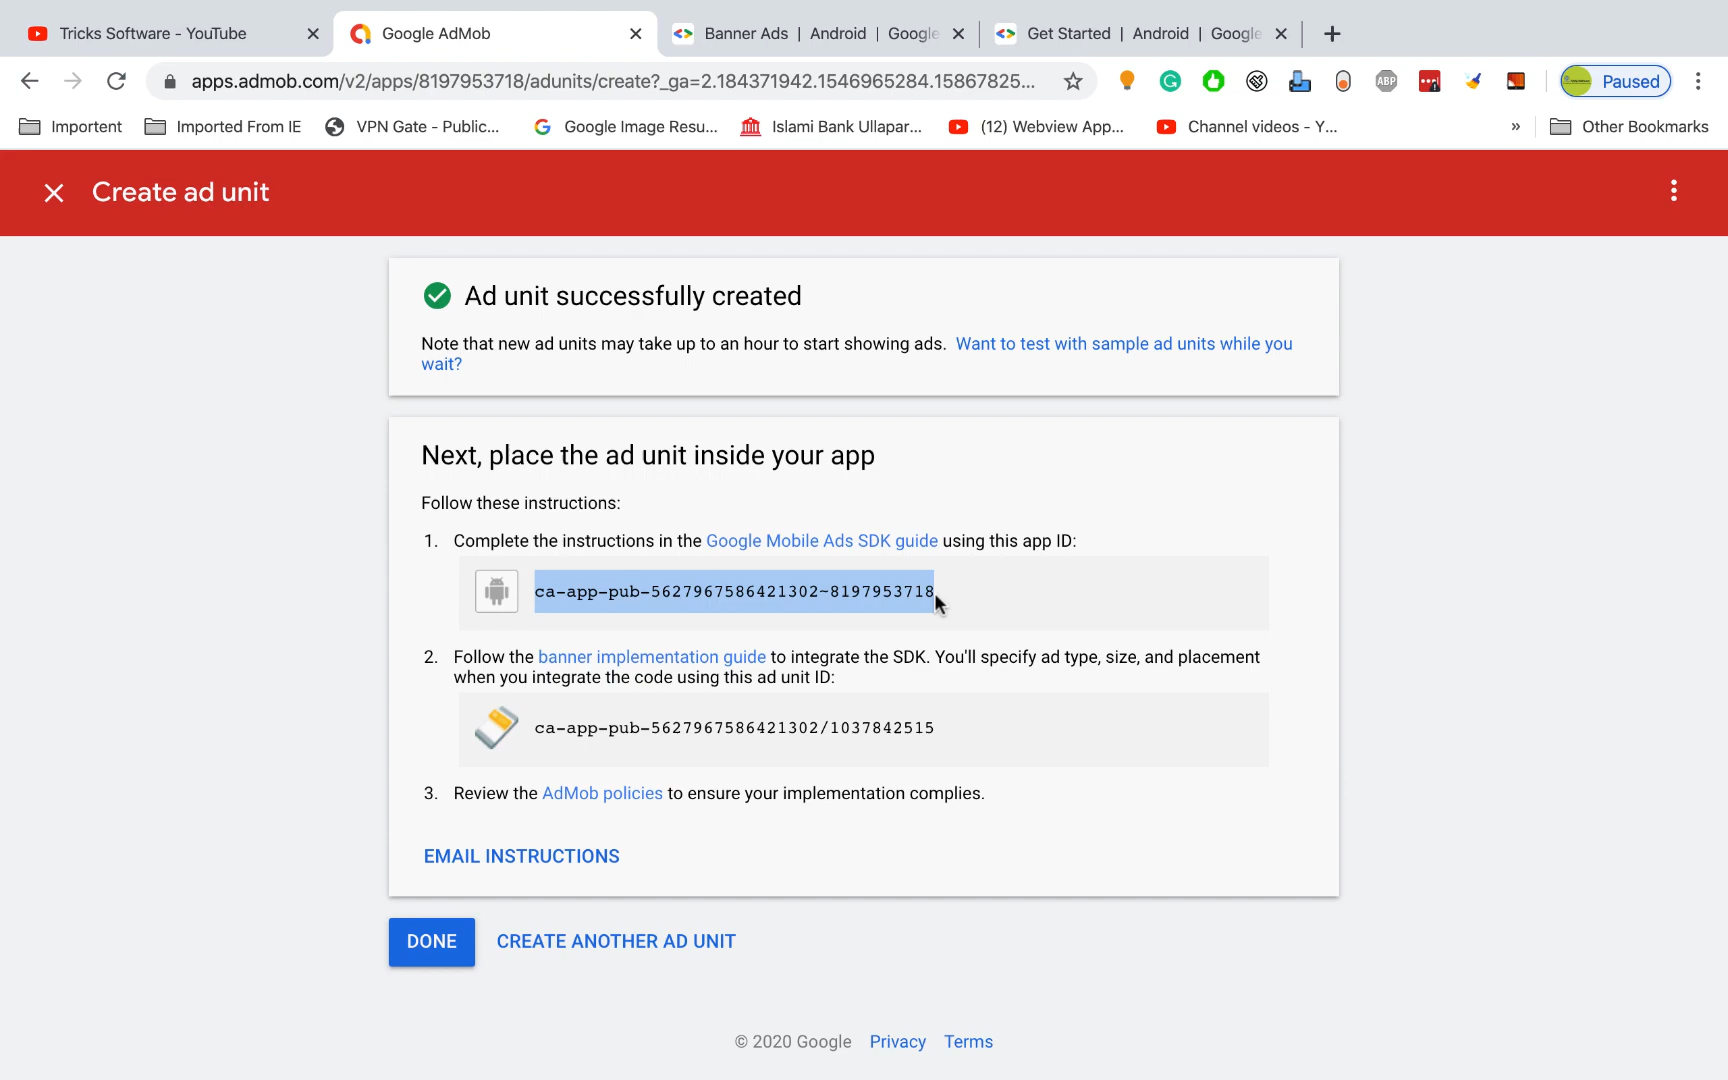 Tricks Software - YouTube
Google AdMob
Banner Ads | Android | Google
Get Started | Android | Google
apps.admob.com/v2/apps/8197953718/adunits/create?_ga=2.184371942.1546965284.15867825...
ABP
Paused
Importent
Imported From IE
VPN Gate - Public...
Google Image Resu...
Islami Bank Ullapar...
(12) Webview App...
Channel videos - Y...
»
Other Bookmarks
Create ad unit
Ad unit successfully created
Note that new ad units may take up to an hour to start showing ads. Want to test with sample ad units while you
wait?
Next, place the ad unit inside your app
Follow these instructions:
1. Complete the instructions in the Google Mobile Ads SDK guide using this app ID:
ca-app-pub-5627967586421302~8197953718
2. Follow the banner implementation guide to integrate the SDK. You'll specify ad type, size, and placement
when you integrate the code using this ad unit ID:
ca-app-pub-5627967586421302/1037842515
3. Review the AdMob policies to ensure your implementation complies.
EMAIL INSTRUCTIONS
DONE
CREATE ANOTHER AD UNIT
© 2020 Google Privacy Terms